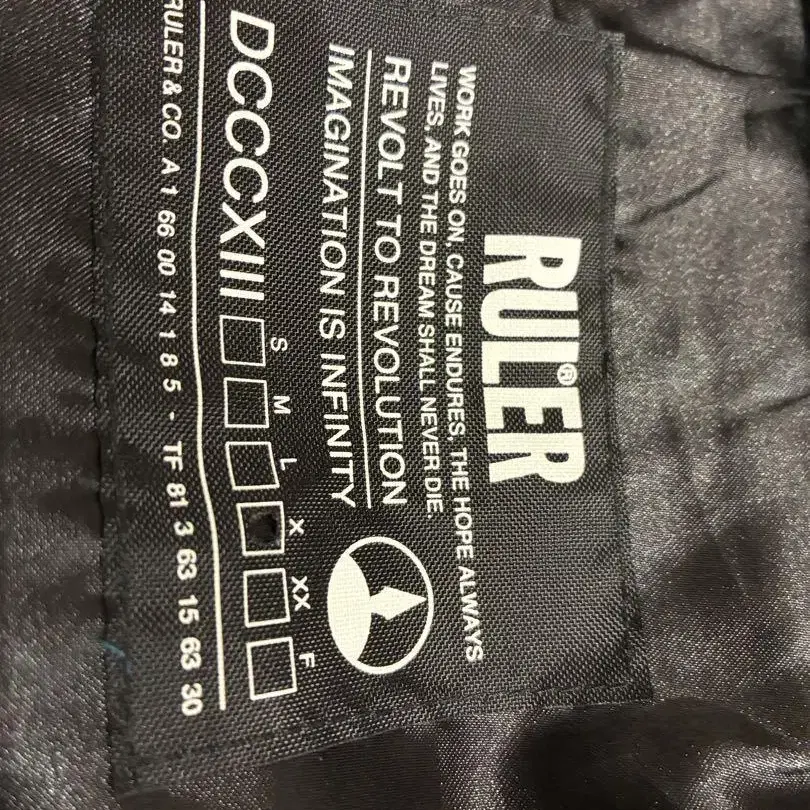 RULER®
WORK GOES ON, CAUSE ENDURES, THE HOPE ALWAYS
LIVES, AND THE DREAM SHALL NEVER DIE.
REVOLT TO REVOLUTION
IMAGINATION IS INFINITY
S M L X XX F
DCCCXIII
RULER & CO. A 1 66 00 14 1 8 5 - TF 81 3 63 15 63 30